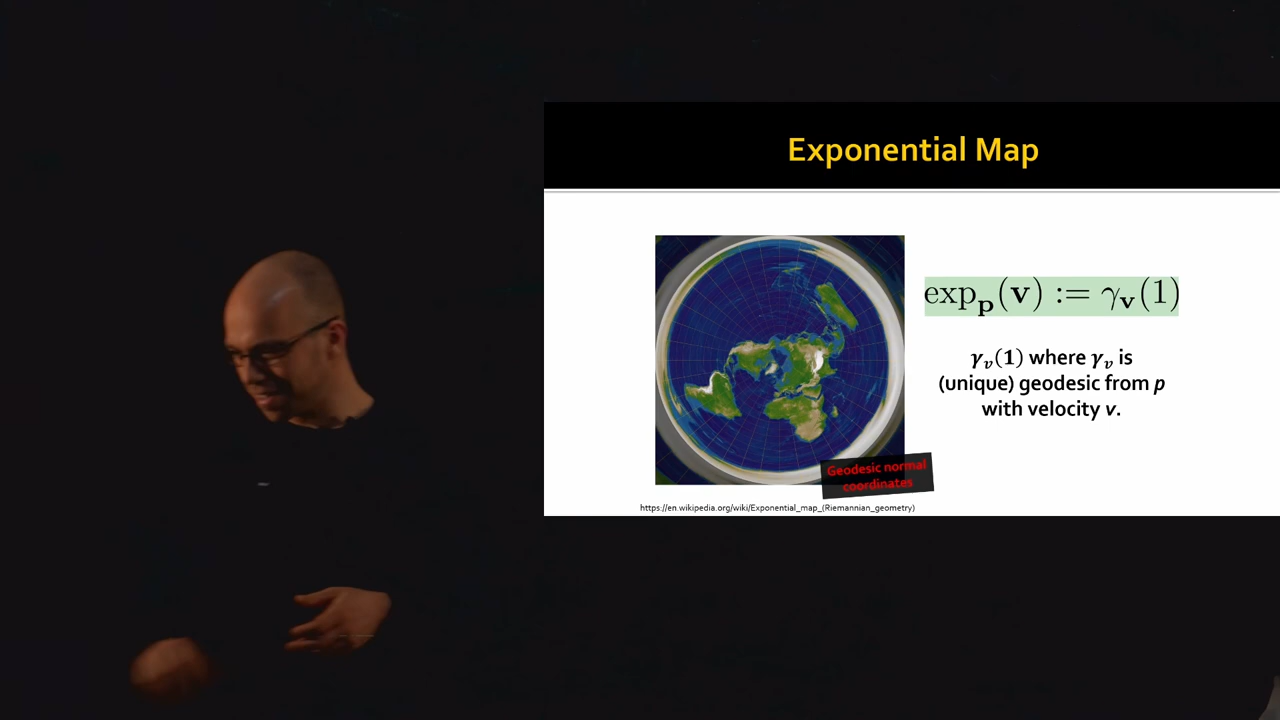 Exponential Map
exp_p(v) := γ_v(1)
γ_v(1) where γ_v is
(unique) geodesic from p
with velocity v.
Geodesic normal
coordinates
https://en.wikipedia.org/wiki/Exponential_map_(Riemannian_geometry)